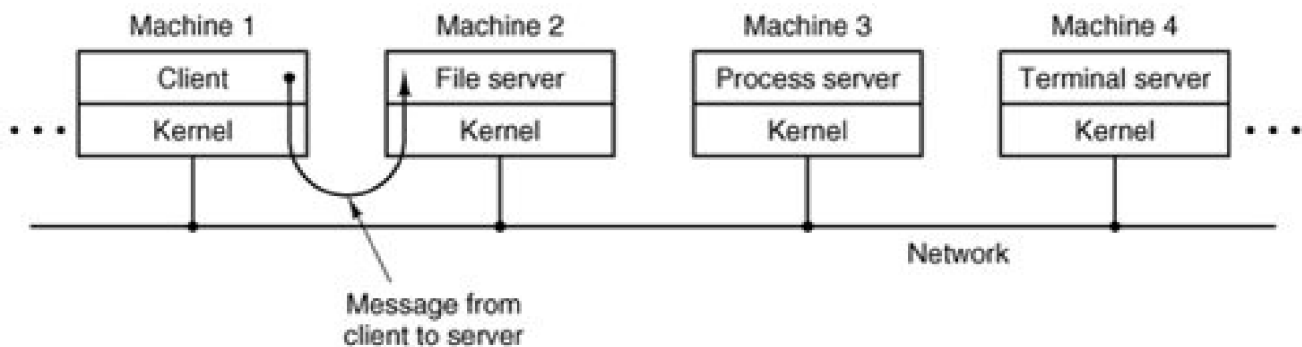 Machine 1 Machine 2 Machine 3 Machine 4
Client File server Process server Terminal server
Kernel Kernel Kernel Kernel
Network
Message from
client to server